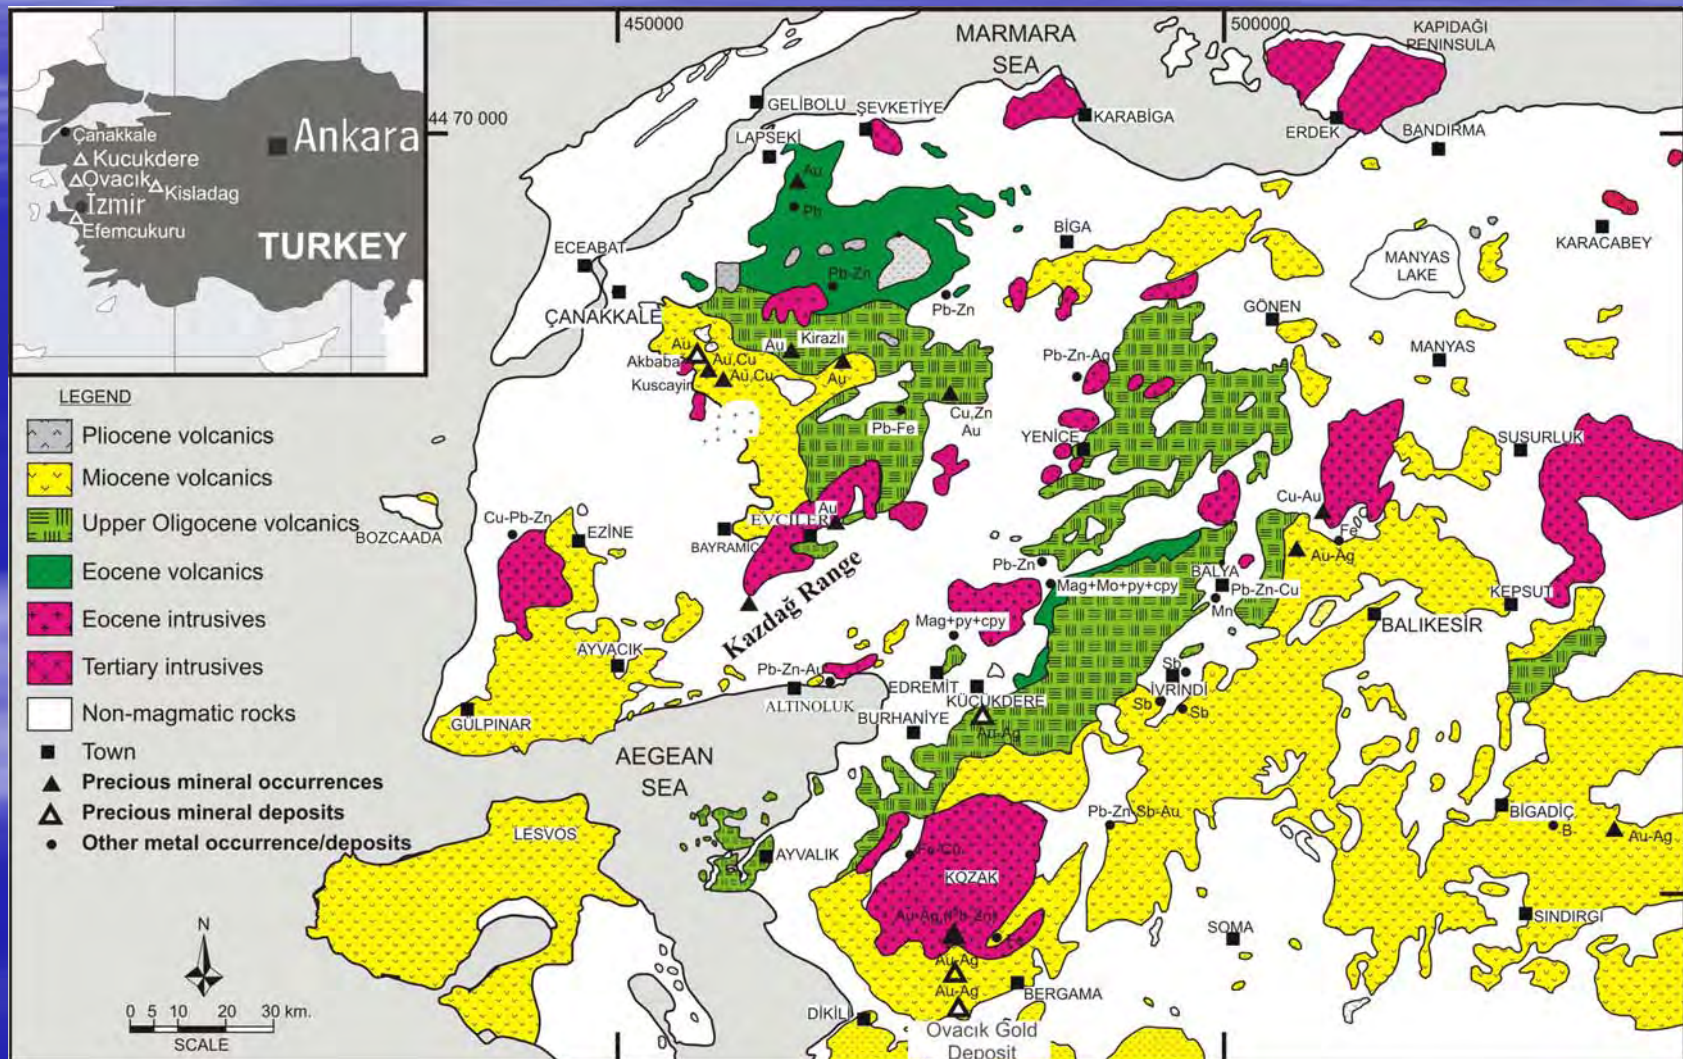 Çanakkale
Ankara
Kucukdere
Ovacık
Kisladag
İzmir
Efemcukuru
TURKEY
450000
500000
44 70 000
MARMARA
SEA
KAPIDAĞI
PENINSULA
GELİBOLU
ŞEVKETİYE
KARABİGA
ERDEK
BANDIRMA
LAPSEKİ
Au
Pb
ECEABAT
BİGA
MANYAS
LAKE
KARACABEY
Pb-Zn
Pb-Zn
ÇANAKKALE
GÖNEN
Au
Akbaba
Au,Cu
Au,Cu
Kuscayin
Au
Kirazlı
Au
Pb-Zn-Ag
MANYAS
Cu,Zn
Au
Pb-Fe
YENİCE
SUSURLUK
LEGEND
Pliocene volcanics
Miocene volcanics
Upper Oligocene volcanics
Eocene volcanics
Eocene intrusives
Tertiary intrusives
Non-magmatic rocks
Town
Precious mineral occurrences
Precious mineral deposits
Other metal occurrence/deposits
BOZCAADA
Cu-Pb-Zn
EZİNE
Au
EVCİLER
BAYRAMİÇ
Cu-Au
Fe
Au-Ag
Kazdağ Range
Pb-Zn
Mag+Mo+py+cpy
BALYA
Pb-Zn-Cu
Mn
KEPSUT
BALIKESİR
Mag+py+cpy
AYVACIK
Pb-Zn-Au
ALTINOLUK
EDREMİT
KÜÇÜKDERE
Au-Ag
BURHANİYE
Sb
İVRİNDİ
Sb
Sb
GÜLPINAR
AEGEAN
SEA
LESVOS
AYVALIK
Pb-Zn-Sb-Au
BİGADİÇ
B
Au-Ag
Fe-Cu
KOZAK
Au-Ag,(Pb-Zn)
Au-Ag
Au-Ag
SOMA
SINDIRGI
BERGAMA
DİKİLİ
Ovacık Gold
Deposit
N
0 5 10 20 30 km.
SCALE